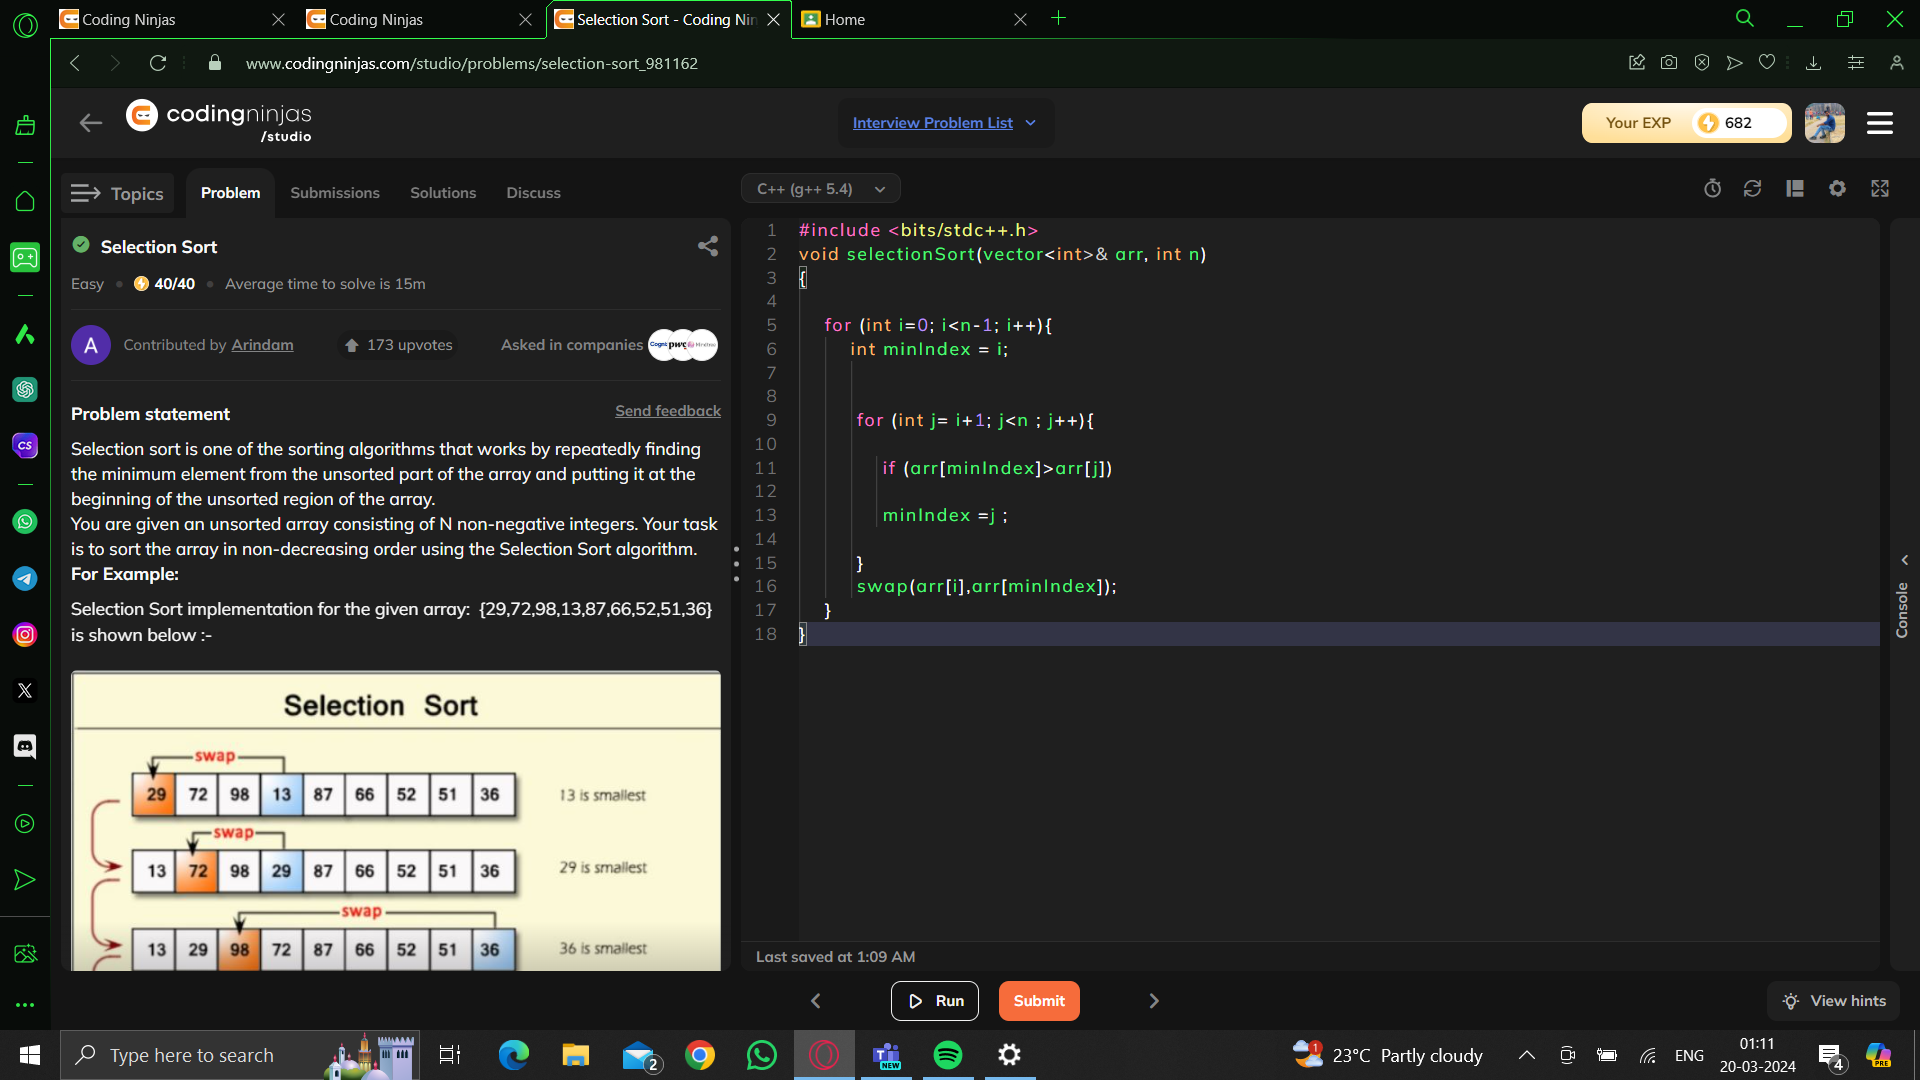 Coding Ninjas
Coding Ninjas
Selection Sort - Coding Nin
Home
www.codingninjas.com/studio/problems/selection-sort_981162
codingninjas
/studio
Interview Problem List
Your EXP
682
Topics
Problem
Submissions
Solutions
Discuss
C++ (g++ 5.4)
Selection Sort
Easy
40/40
Average time to solve is 15m
A
Contributed by Arindam
173 upvotes
Asked in companies
Problem statement
Send feedback
Selection sort is one of the sorting algorithms that works by repeatedly finding
the minimum element from the unsorted part of the array and putting it at the
beginning of the unsorted region of the array.
You are given an unsorted array consisting of N non-negative integers. Your task
is to sort the array in non-decreasing order using the Selection Sort algorithm.
For Example:
Selection Sort implementation for the given array: {29,72,98,13,87,66,52,51,36}
is shown below :-
Selection Sort
swap
29 72 98 13 87 66 52 51 36
13 is smallest
swap
13 72 98 29 87 66 52 51 36
29 is smallest
swap
13 29 98 72 87 66 52 51 36
36 is smallest
1 #include <bits/stdc++.h>
2 void selectionSort(vector<int>& arr, int n)
3 {
4
5 for (int i=0; i<n-1; i++){
6 int minIndex = i;
7
8
9 for (int j= i+1; j<n ; j++){
10
11 if (arr[minIndex]>arr[j])
12
13 minIndex =j ;
14
15 }
16 swap(arr[i],arr[minIndex]);
17 }
18 }
Console
Last saved at 1:09 AM
Run
Submit
View hints
CS
Type here to search
2
NEW
1
23°C Partly cloudy
ENG
01:11
20-03-2024
4
PRE